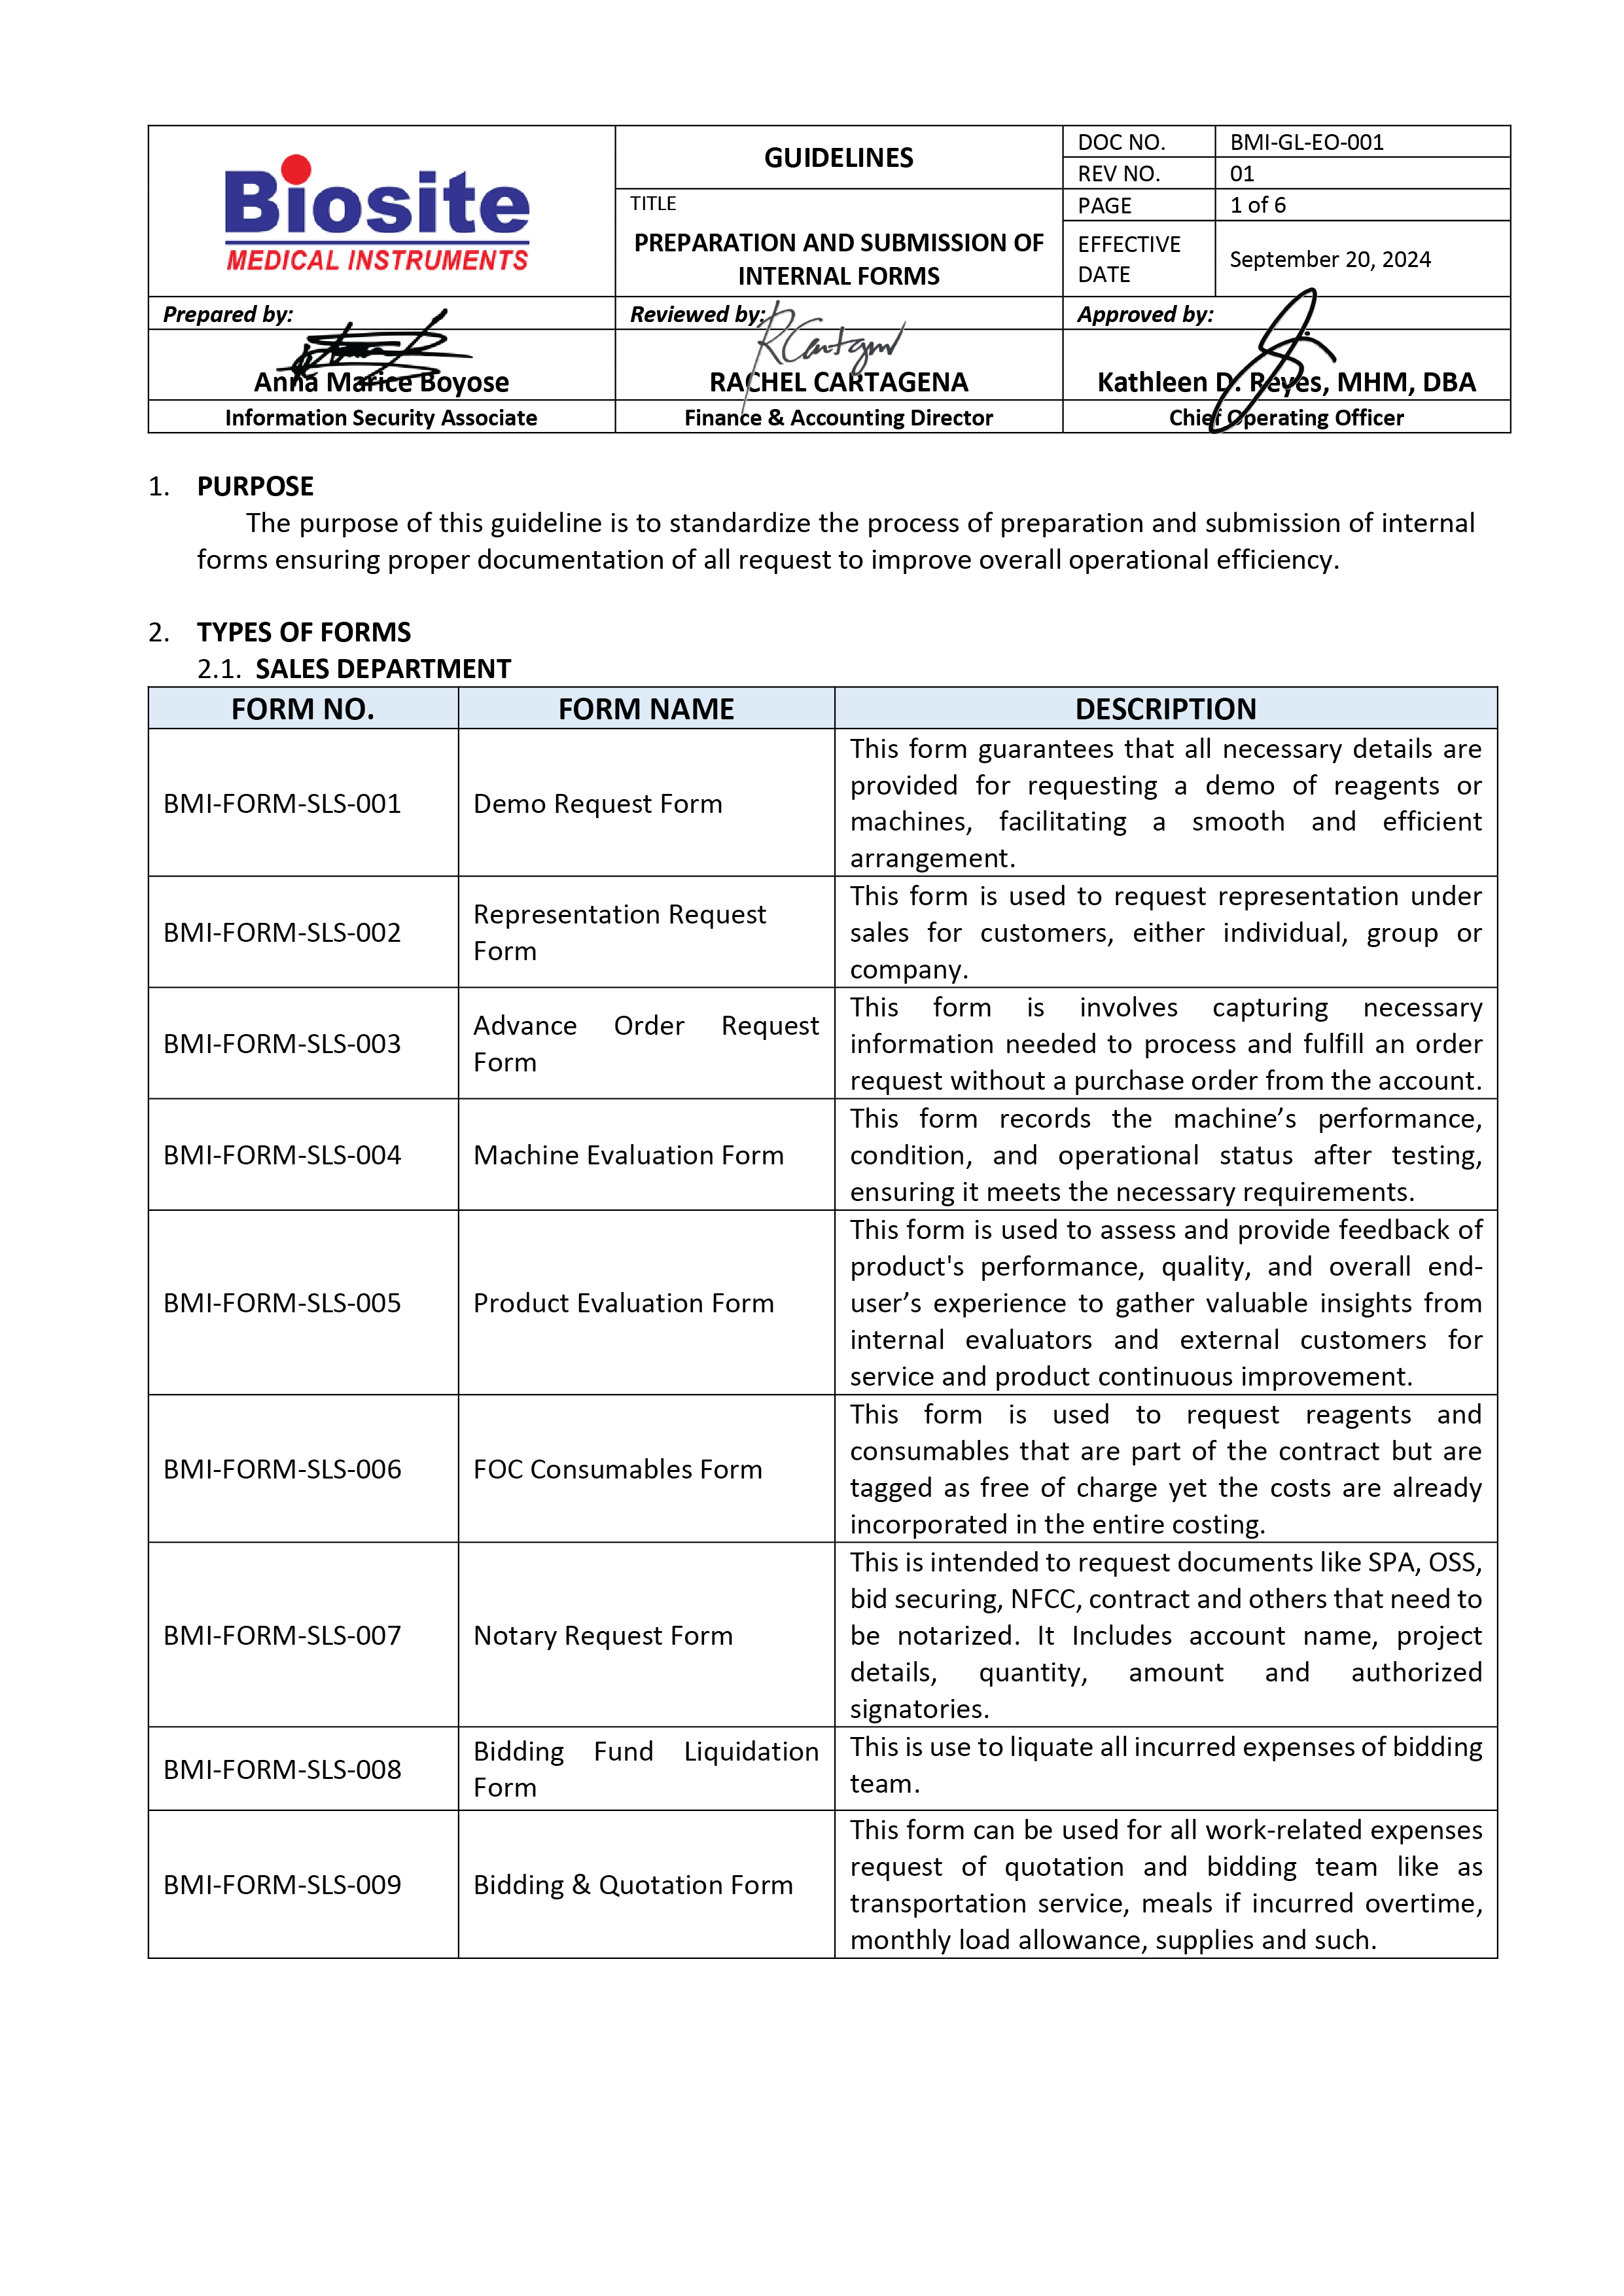 Biosite
MEDICAL INSTRUMENTS
GUIDELINES
TITLE
PREPARATION AND SUBMISSION OF
INTERNAL FORMS
DOC NO. BMI-GL-EO-001
REV NO. 01
PAGE 1 of 6
EFFECTIVE
DATE
September 20, 2024
Prepared by: Reviewed by: Approved by:
Anna Marice Boyose RACHEL CARTAGENA Kathleen D. Reyes, MHM, DBA
Information Security Associate Finance & Accounting Director Chief Operating Officer
1. PURPOSE
The purpose of this guideline is to standardize the process of preparation and submission of internal
forms ensuring proper documentation of all request to improve overall operational efficiency.
2. TYPES OF FORMS
2.1. SALES DEPARTMENT
FORM NO. FORM NAME DESCRIPTION
BMI-FORM-SLS-001
Demo Request Form
This form guarantees that all necessary details are
provided for requesting a demo of reagents or
machines, facilitating a smooth and efficient
arrangement.
BMI-FORM-SLS-002
Representation Request
Form
This form is used to request representation under
sales for customers, either individual, group or
company.
BMI-FORM-SLS-003
Advance Order Request
Form
This form is involves capturing necessary
information needed to process and fulfill an order
request without a purchase order from the account.
BMI-FORM-SLS-004
Machine Evaluation Form
This form records the machine’s performance,
condition, and operational status after testing,
ensuring it meets the necessary requirements.
BMI-FORM-SLS-005
Product Evaluation Form
This form is used to assess and provide feedback of
product's performance, quality, and overall end-
user’s experience to gather valuable insights from
internal evaluators and external customers for
service and product continuous improvement.
BMI-FORM-SLS-006
FOC Consumables Form
This form is used to request reagents and
consumables that are part of the contract but are
tagged as free of charge yet the costs are already
incorporated in the entire costing.
BMI-FORM-SLS-007
Notary Request Form
This is intended to request documents like SPA, OSS,
bid securing, NFCC, contract and others that need to
be notarized. It Includes account name, project
details, quantity, amount and authorized
signatories.
BMI-FORM-SLS-008
Bidding Fund Liquidation
Form
This is use to liquate all incurred expenses of bidding
team.
BMI-FORM-SLS-009
Bidding & Quotation Form
This form can be used for all work-related expenses
request of quotation and bidding team like as
transportation service, meals if incurred overtime,
monthly load allowance, supplies and such.